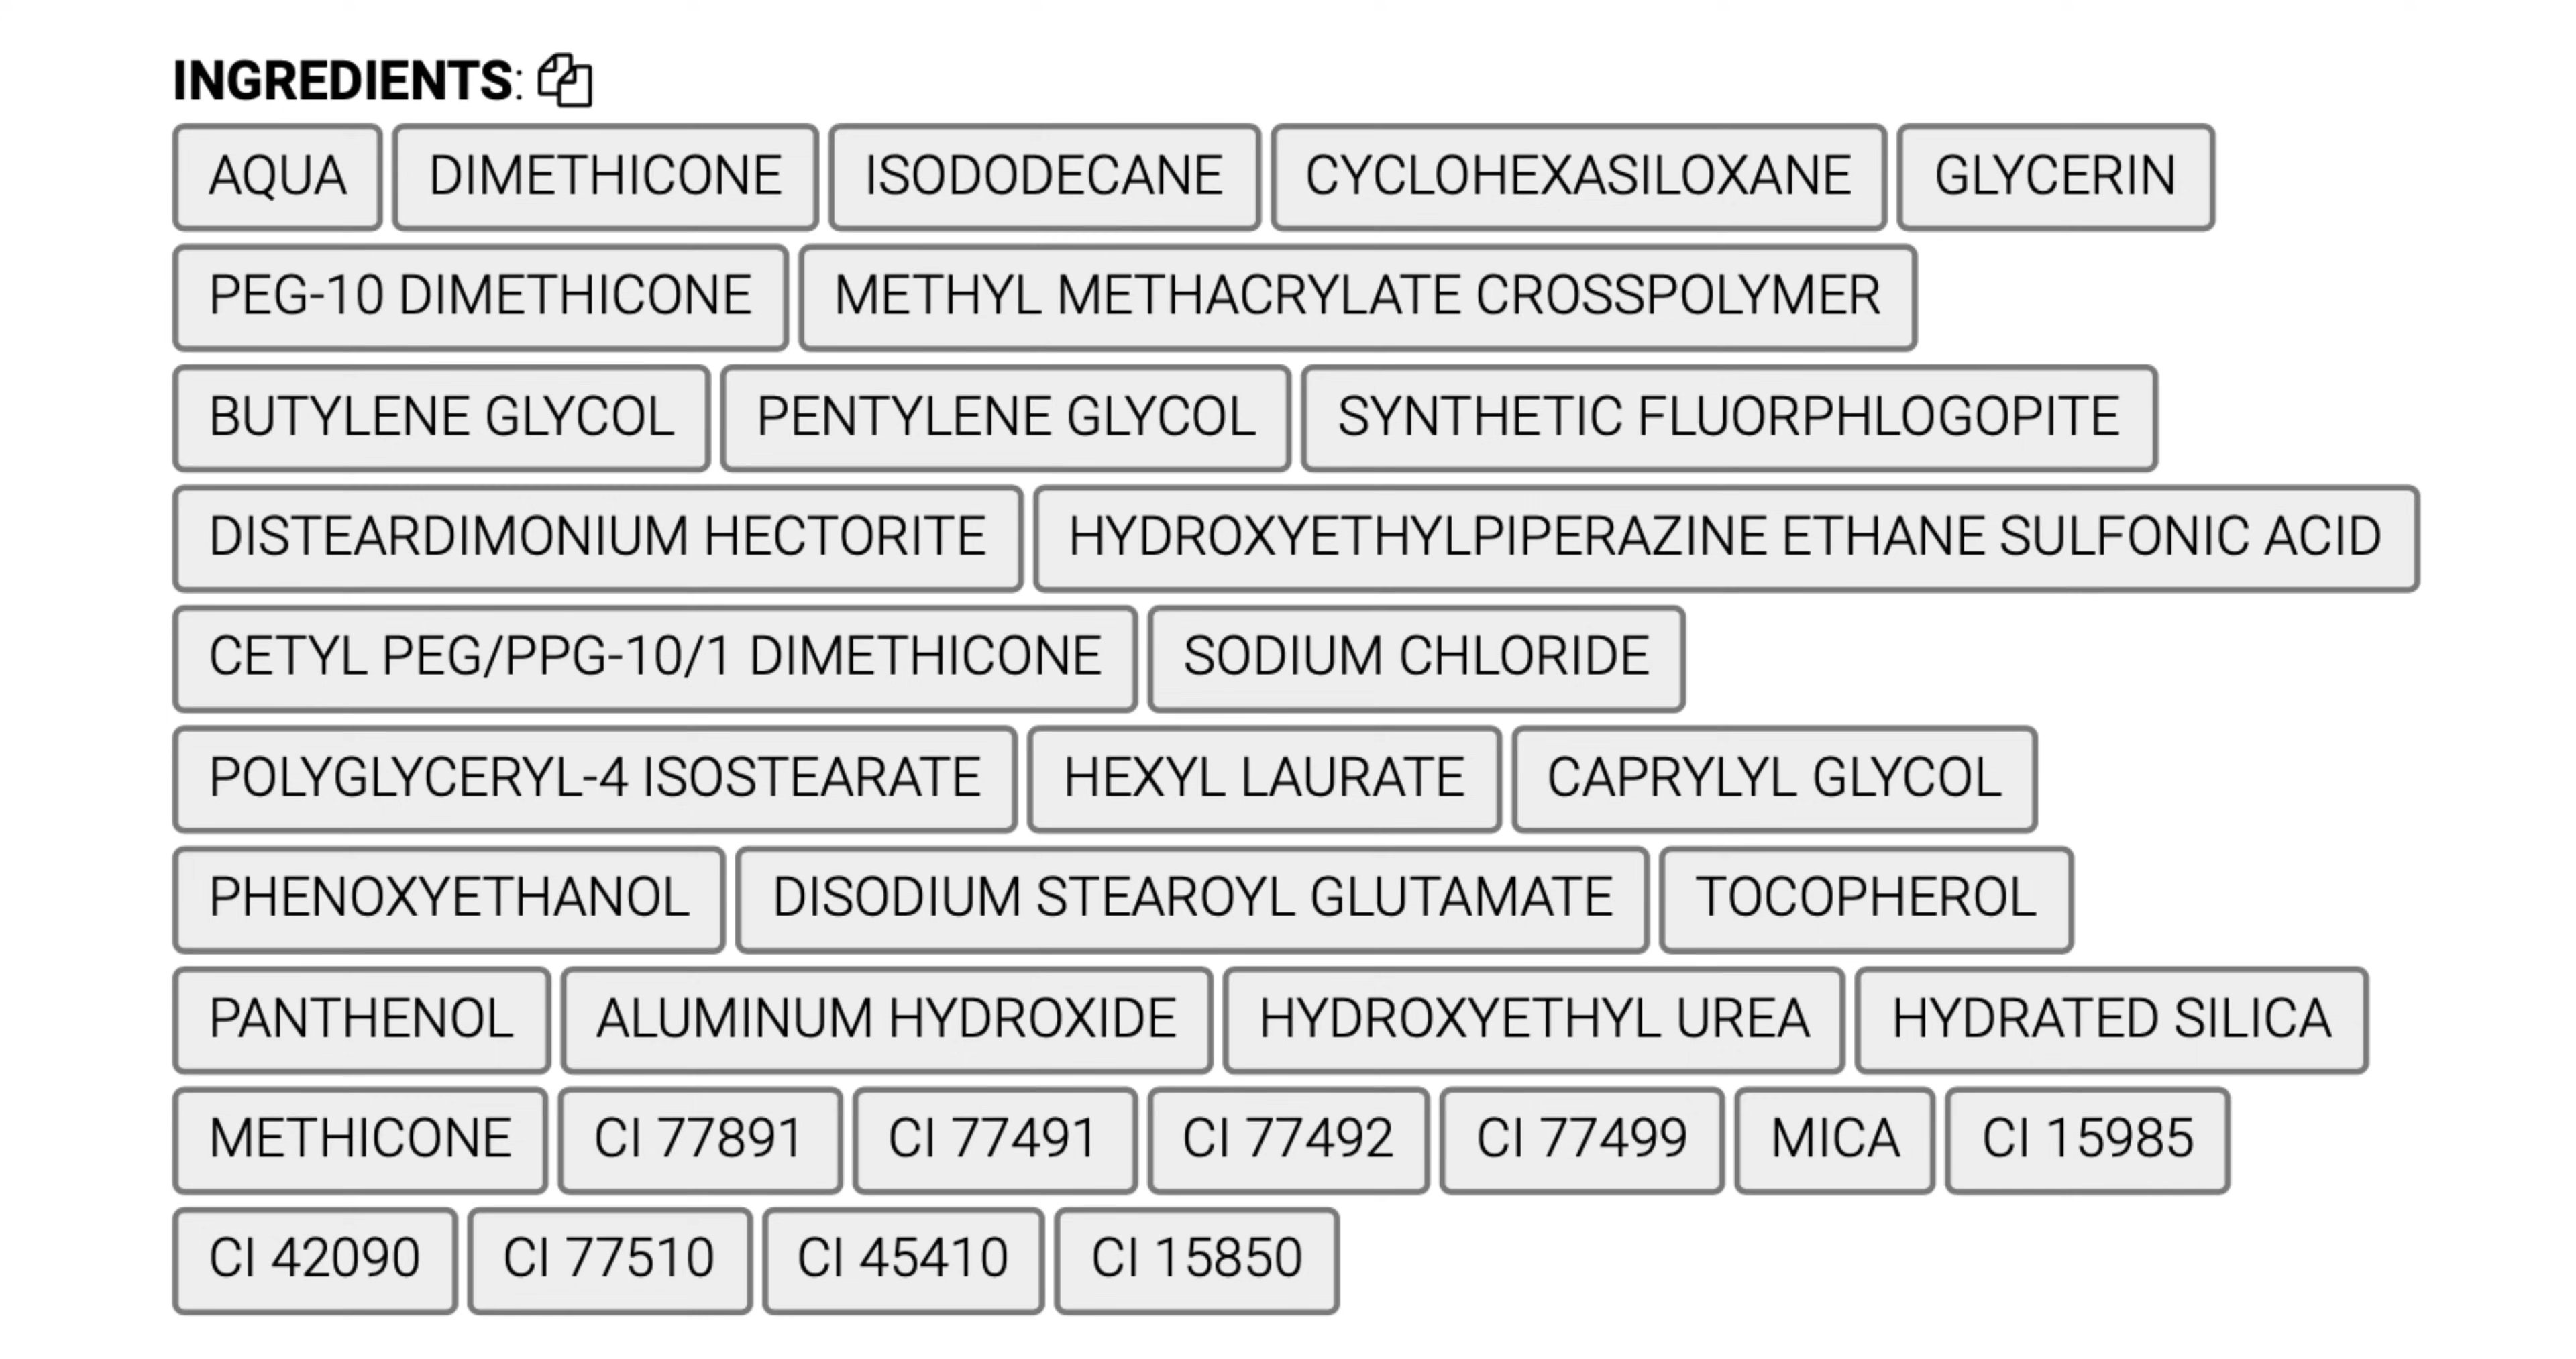 INGREDIENTS:
AQUA DIMETHICONE ISODODECANE CYCLOHEXASILOXANE GLYCERIN
PEG-10 DIMETHICONE METHYL METHACRYLATE CROSSPOLYMER
BUTYLENE GLYCOL PENTYLENE GLYCOL SYNTHETIC FLUORPHLOGOPITE
DISTEARDIMONIUM HECTORITE HYDROXYETHYLPIPERAZINE ETHANE SULFONIC ACID
CETYL PEG/PPG-10/1 DIMETHICONE SODIUM CHLORIDE
POLYGLYCERYL-4 ISOSTEARATE HEXYL LAURATE CAPRYLYL GLYCOL
PHENOXYETHANOL DISODIUM STEAROYL GLUTAMATE TOCOPHEROL
PANTHENOL ALUMINUM HYDROXIDE HYDROXYETHYL UREA HYDRATED SILICA
METHICONE CI 77891 CI 77491 CI 77492 CI 77499 MICA CI 15985
CI 42090 CI 77510 CI 45410 CI 15850